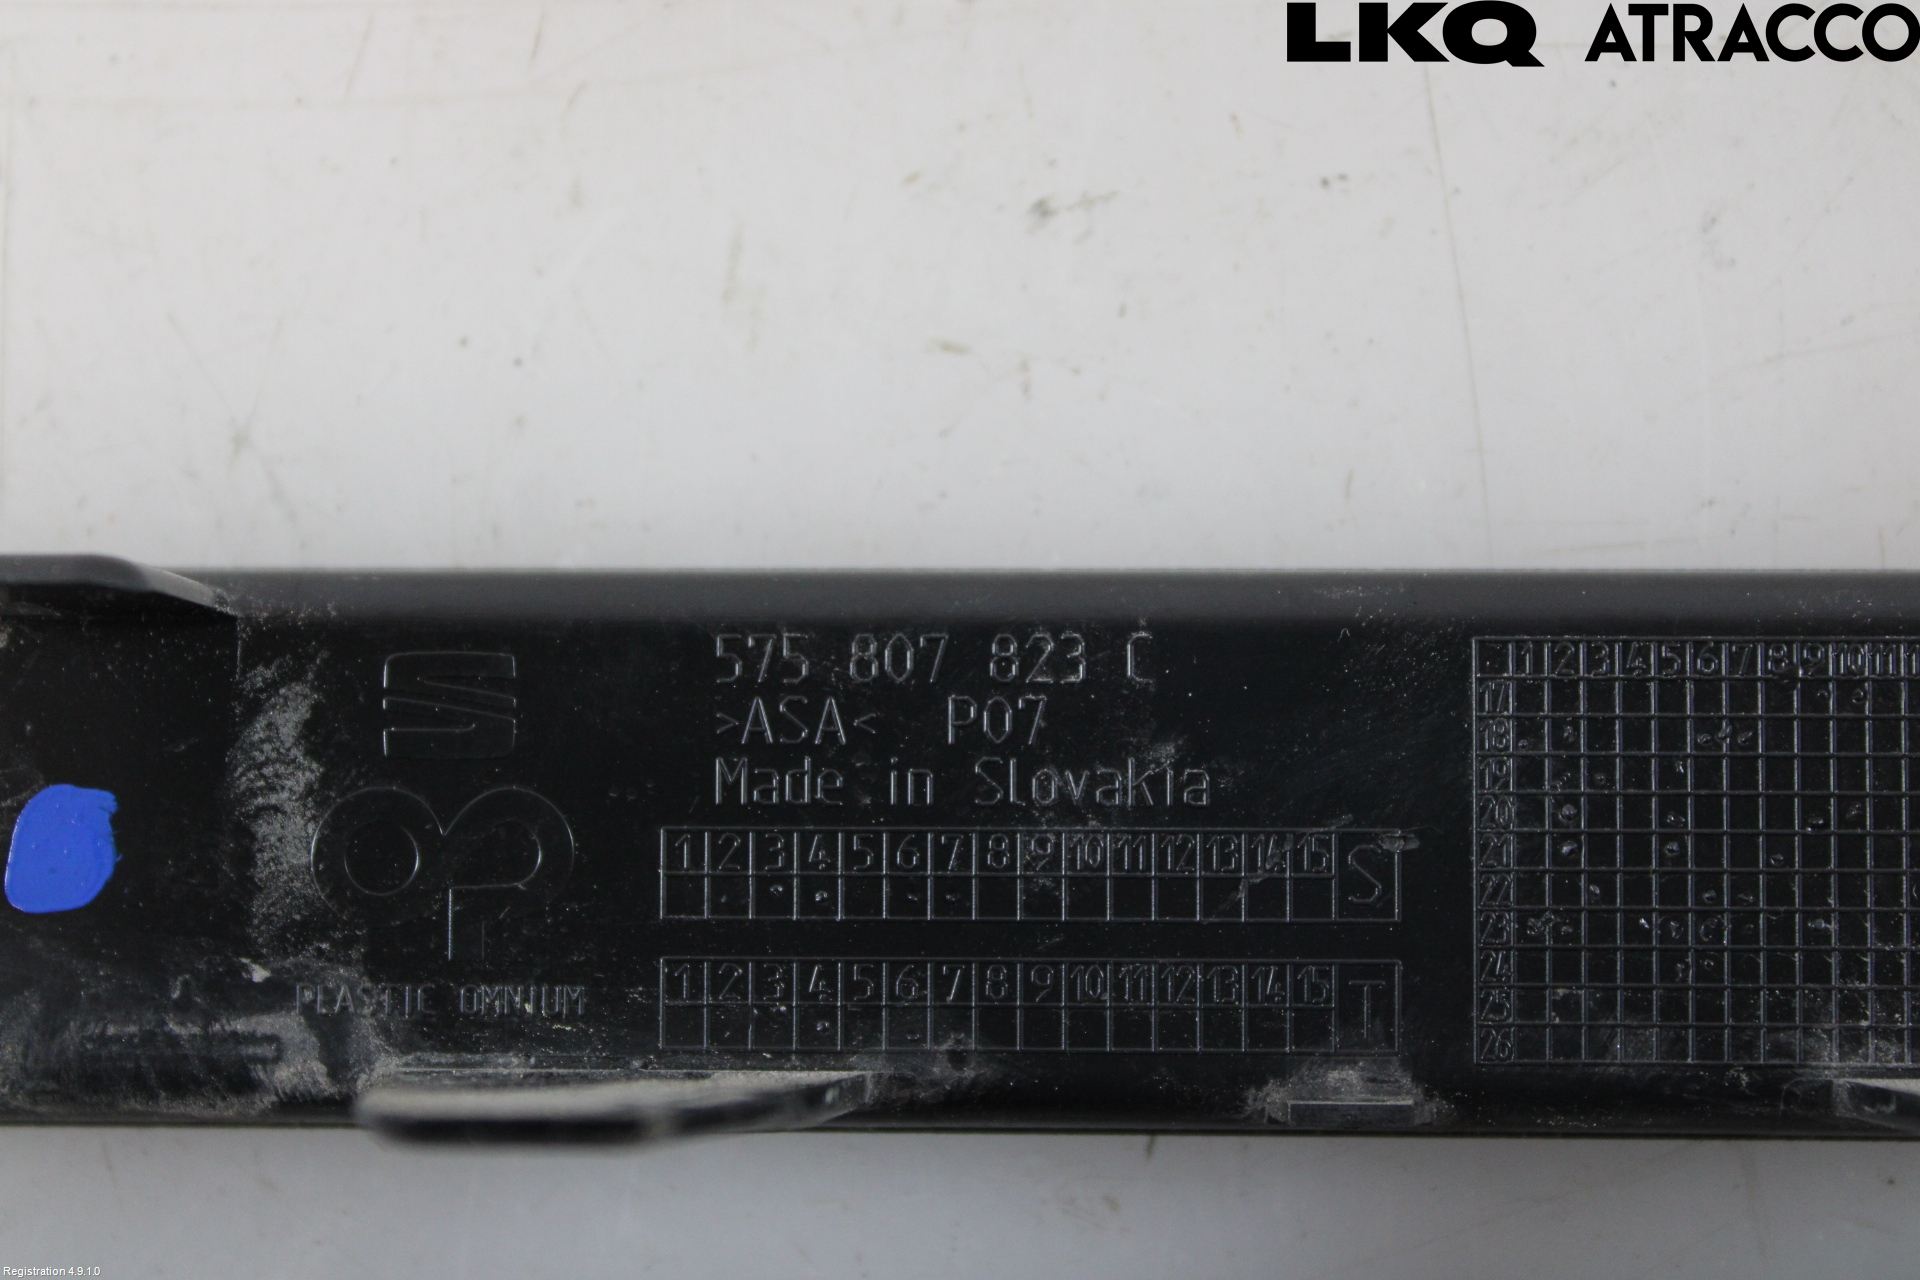 LKQ ATRACCO
575 807 823 C
>ASA< P07
Made in Slovakia
PLASTIC OMNIUM
1 2 3 4 5 6 7 8 9 10 11 12 13 14 15 S
1 2 3 4 5 6 7 8 9 10 11 12 13 14 15 T
1 2 3 4 5 6 7 8 9 10 11
17
18
19
20
21
22
23
24
25
26
Registration 4.9.1.0